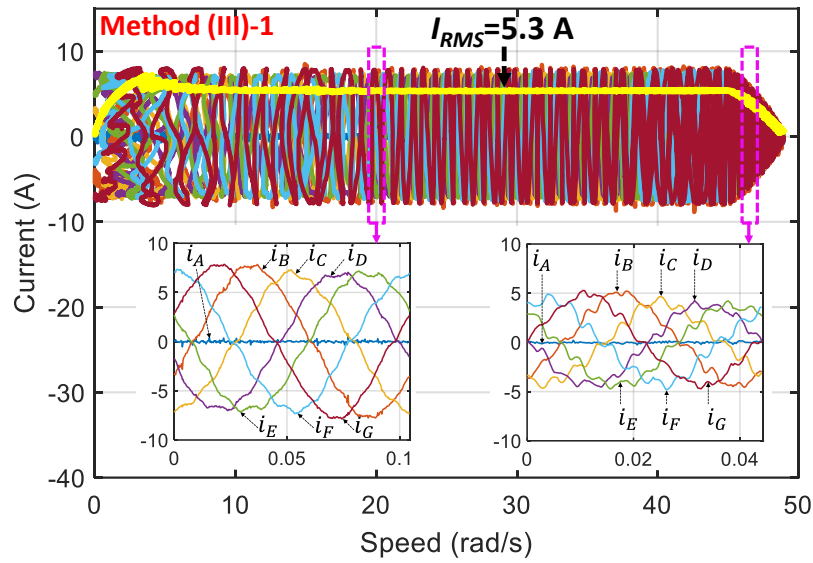 Method (III)-1
I_RMS=5.3 A
10
0
-10
-20
-30
-40
Current (A)
0
10
20
30
40
50
Speed (rad/s)
10
5
0
-5
-10
0
0.05
0.1
i_A
i_B
i_C
i_D
i_E
i_F
i_G
10
5
0
-5
-10
0
0.02
0.04
i_A
i_B
i_C
i_D
i_E
i_F
i_G